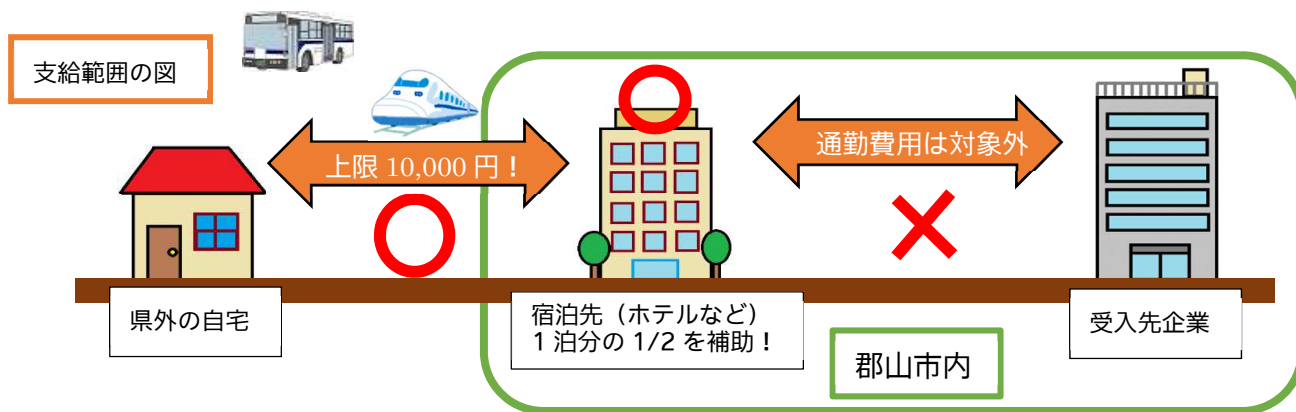 支給範囲の図
上限 10,000 円！
通勤費用は対象外
県外の自宅
宿泊先（ホテルなど）
1 泊分の 1/2 を補助！
受入先企業
郡山市内